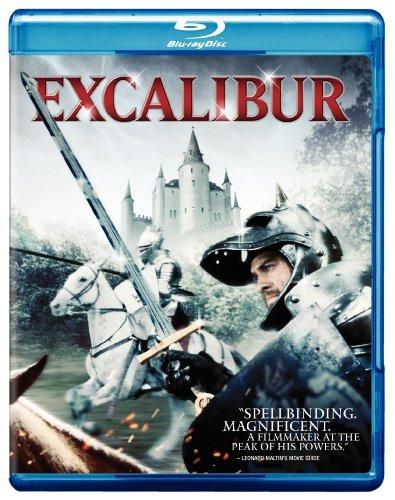 Blu-ray Disc
EXCALIBUR
"SPELLBINDING.
MAGNIFICENT.
A FILMMAKER AT THE
PEAK OF HIS POWERS."
– LEONARD MALTIN'S MOVIE GUIDE